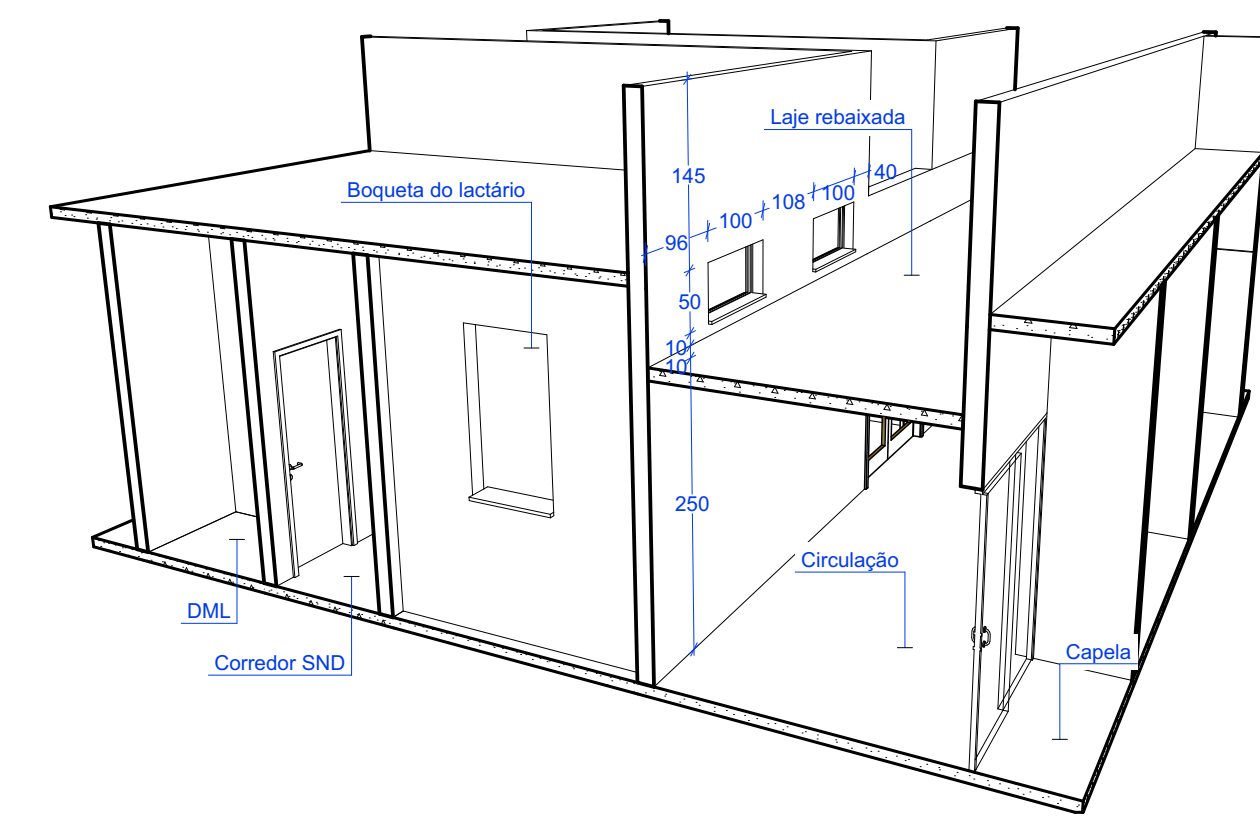 Laje rebaixada
145
40
Boqueta do lactário
100
108
100
96
50
10
10
250
Circulação
DML
Capela
Corredor SND